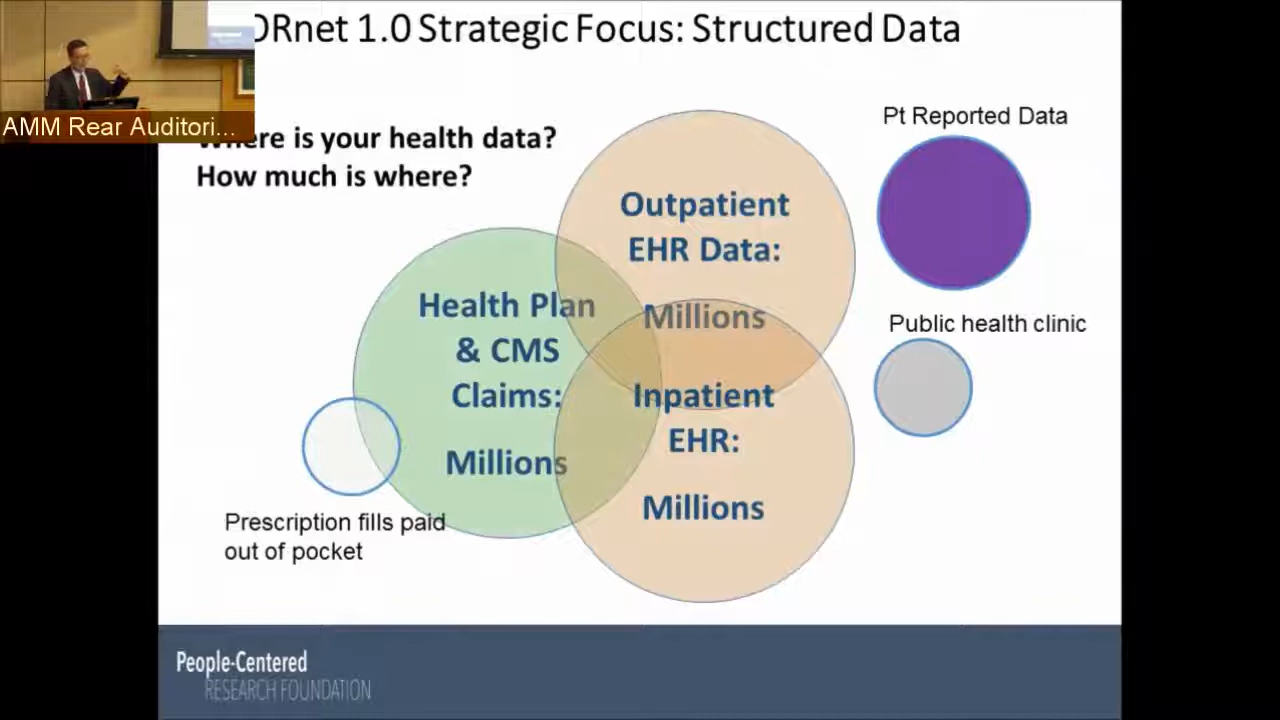 ORnet 1.0 Strategic Focus: Structured Data
AMM Rear Auditori...
Where is your health data?
How much is where?
Pt Reported Data
Outpatient
EHR Data:
Millions
Health Plan
& CMS
Claims:
Millions
Public health clinic
Inpatient
EHR:
Millions
Prescription fills paid
out of pocket
People-Centered
RESEARCH FOUNDATION